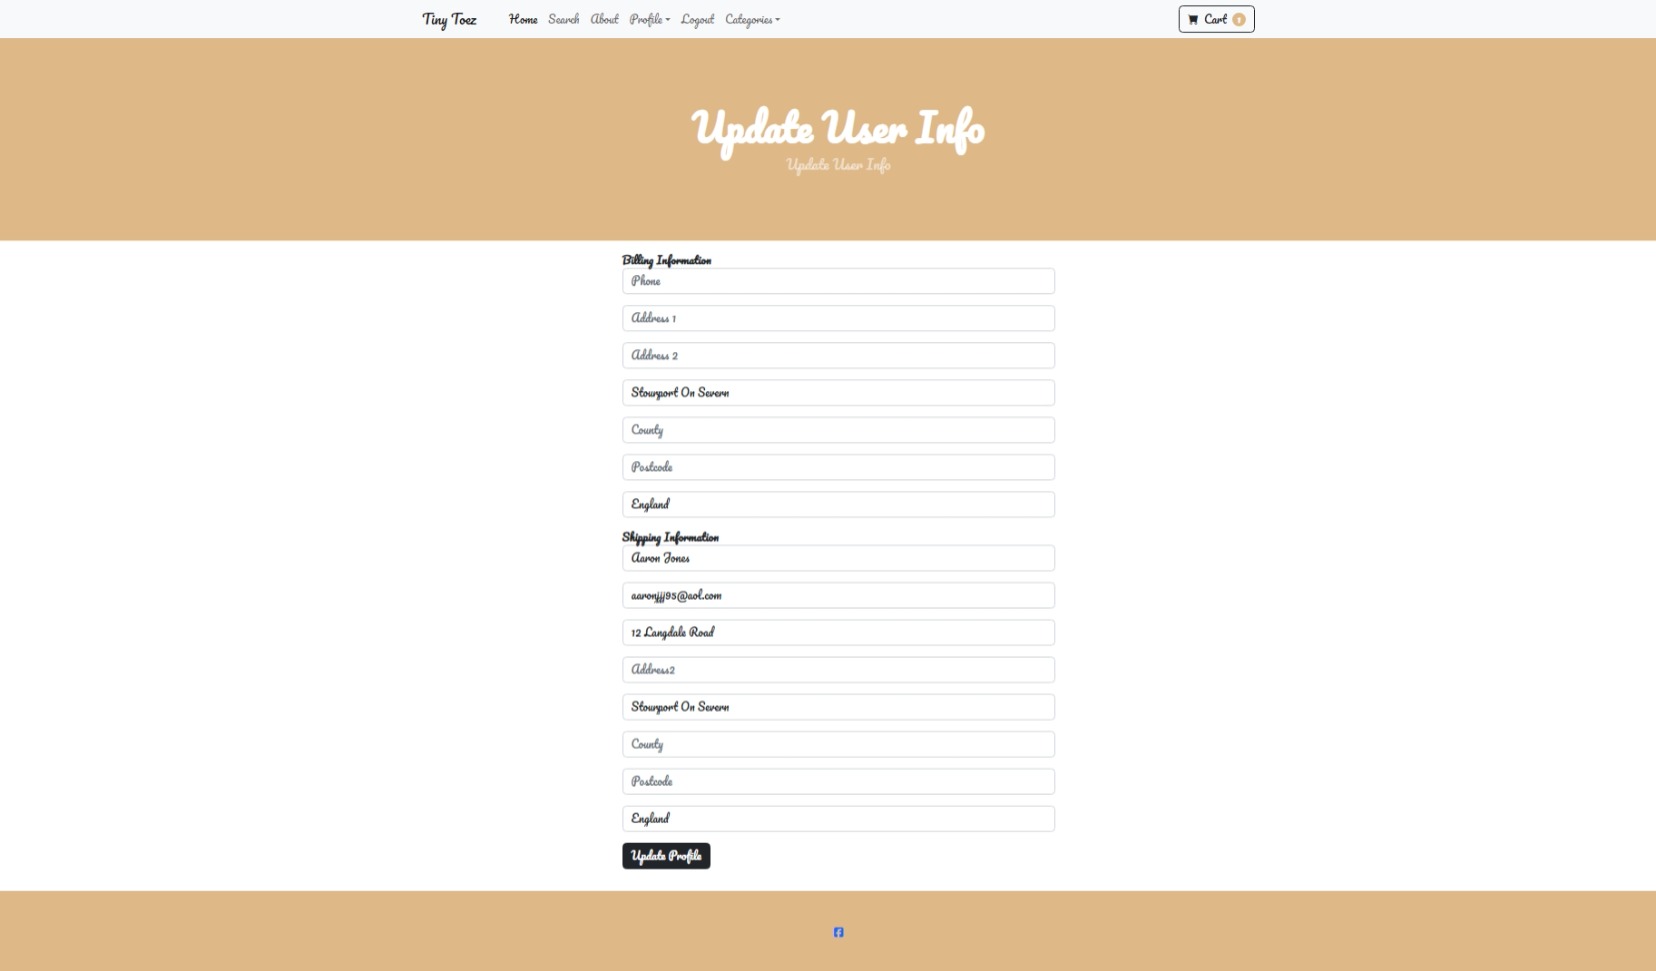 Tiny Toez Home Search About Profile Logout Categories Cart 1
Update User Info
Update User Info
Billing Information
Phone
Address 1
Address 2
Stourport On Severn
County
Postcode
England
Shipping Information
Aaron Jones
aaronjjj95@aol.com
12 Langdale Road
Address2
Stourport On Severn
County
Postcode
England
Update Profile